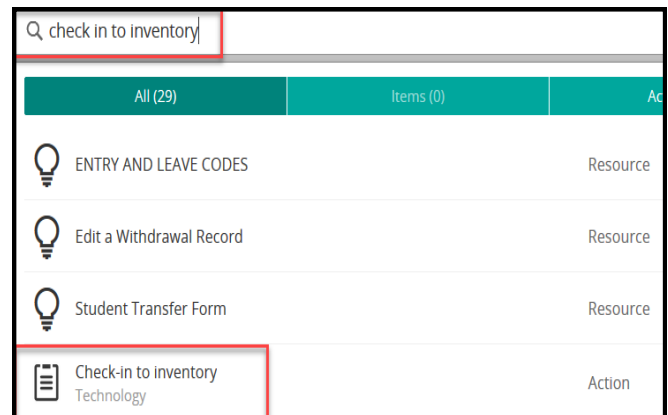 check in to inventory
All (29) Items (0) Ac
ENTRY AND LEAVE CODES Resource
Edit a Withdrawal Record Resource
Student Transfer Form Resource
Check-in to inventory Action
Technology